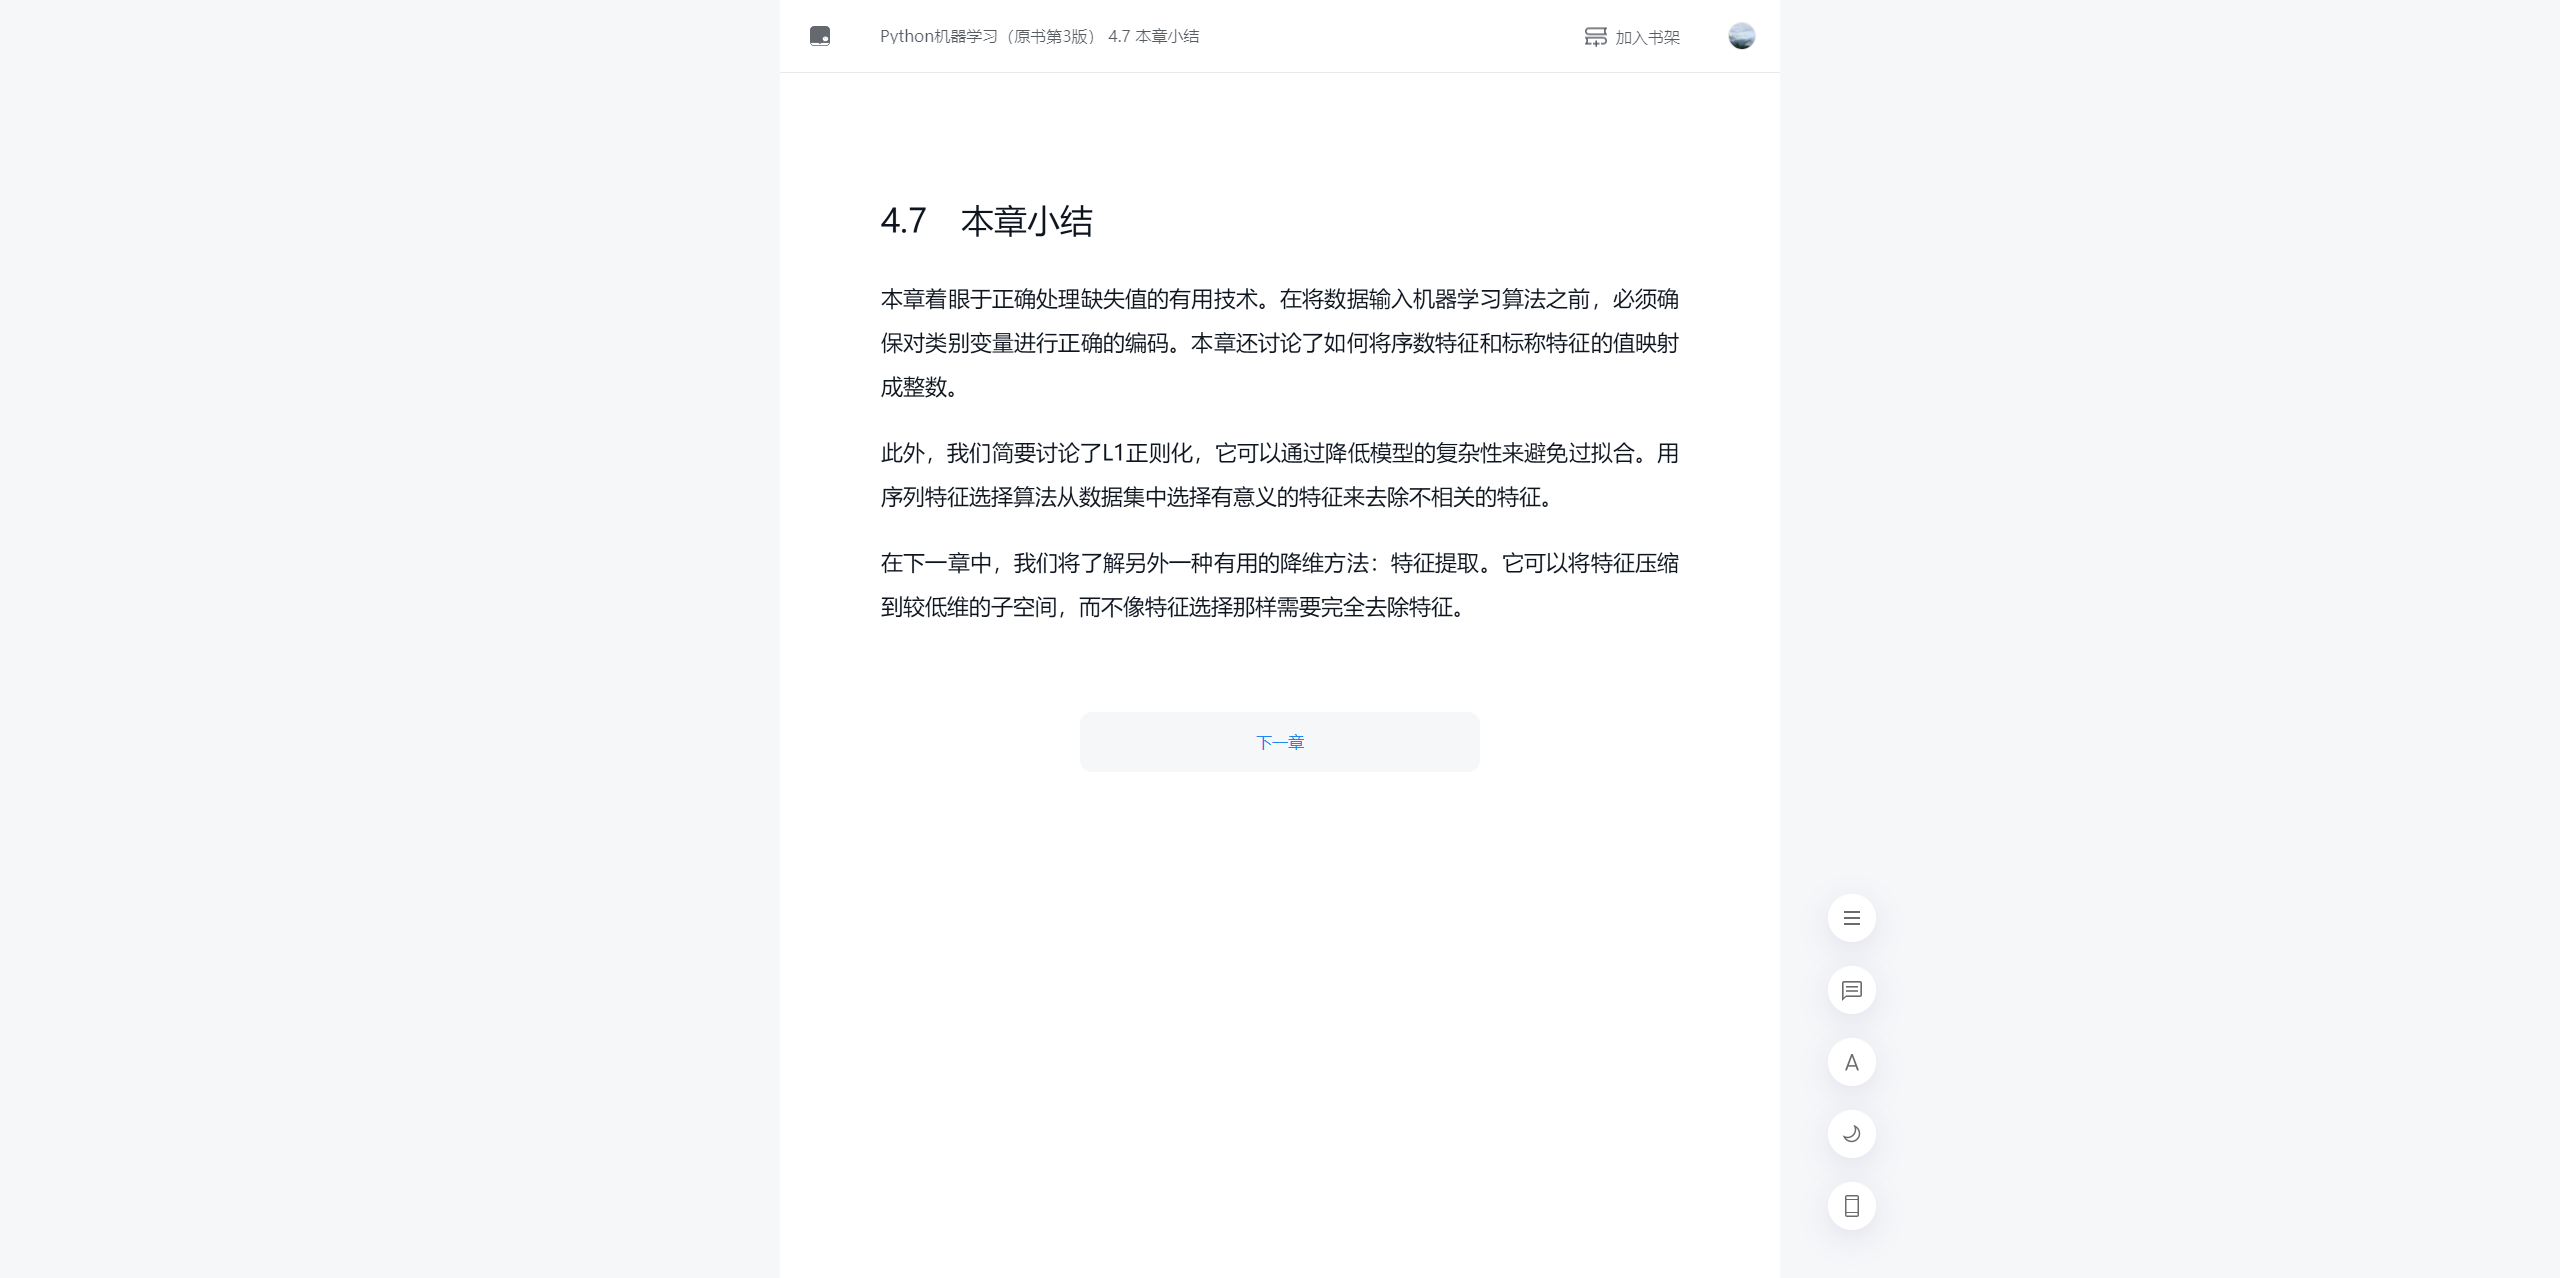 Python机器学习（原书第3版） 4.7 本章小结
加入书架
4.7　本章小结
本章着眼于正确处理缺失值的有用技术。在将数据输入机器学习算法之前，必须确
保对类别变量进行正确的编码。本章还讨论了如何将序数特征和标称特征的值映射
成整数。
此外，我们简要讨论了L1正则化，它可以通过降低模型的复杂性来避免过拟合。用
序列特征选择算法从数据集中选择有意义的特征来去除不相关的特征。
在下一章中，我们将了解另外一种有用的降维方法：特征提取。它可以将特征压缩
到较低维的子空间，而不像特征选择那样需要完全去除特征。
下一章
A